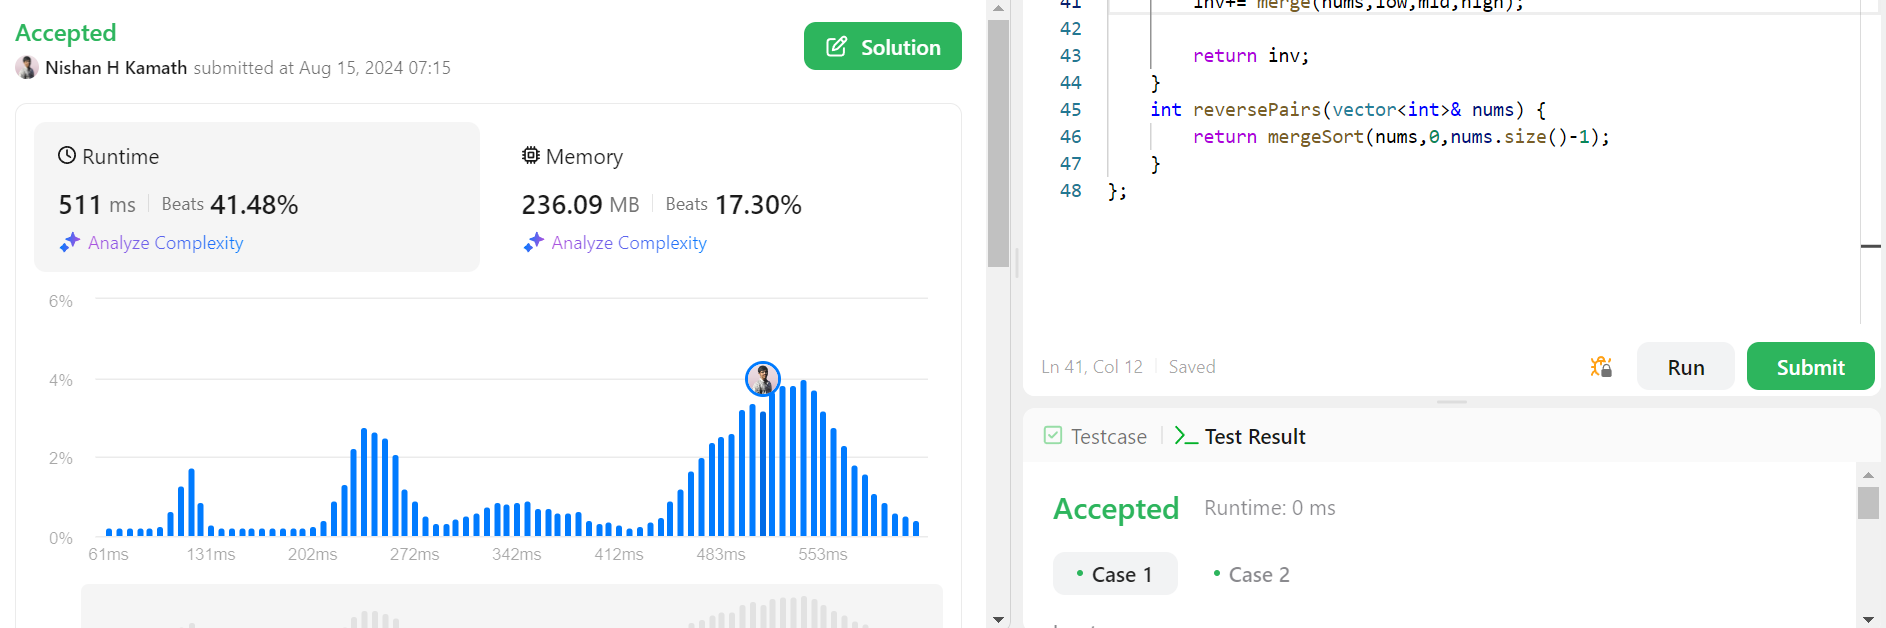 Accepted
Nishan H Kamath submitted at Aug 15, 2024 07:15
Solution
Runtime
511 ms Beats 41.48%
Analyze Complexity
Memory
236.09 MB Beats 17.30%
Analyze Complexity
6%
4%
2%
0%
61ms 131ms 202ms 272ms 342ms 412ms 483ms 553ms
41 inv+= merge(nums,low,mid,high);
42
43 return inv;
44 }
45 int reversePairs(vector<int>& nums) {
46 return mergeSort(nums,0,nums.size()-1);
47 }
48 };
Ln 41, Col 12 Saved
Run
Submit
Testcase
Test Result
Accepted Runtime: 0 ms
Case 1
Case 2